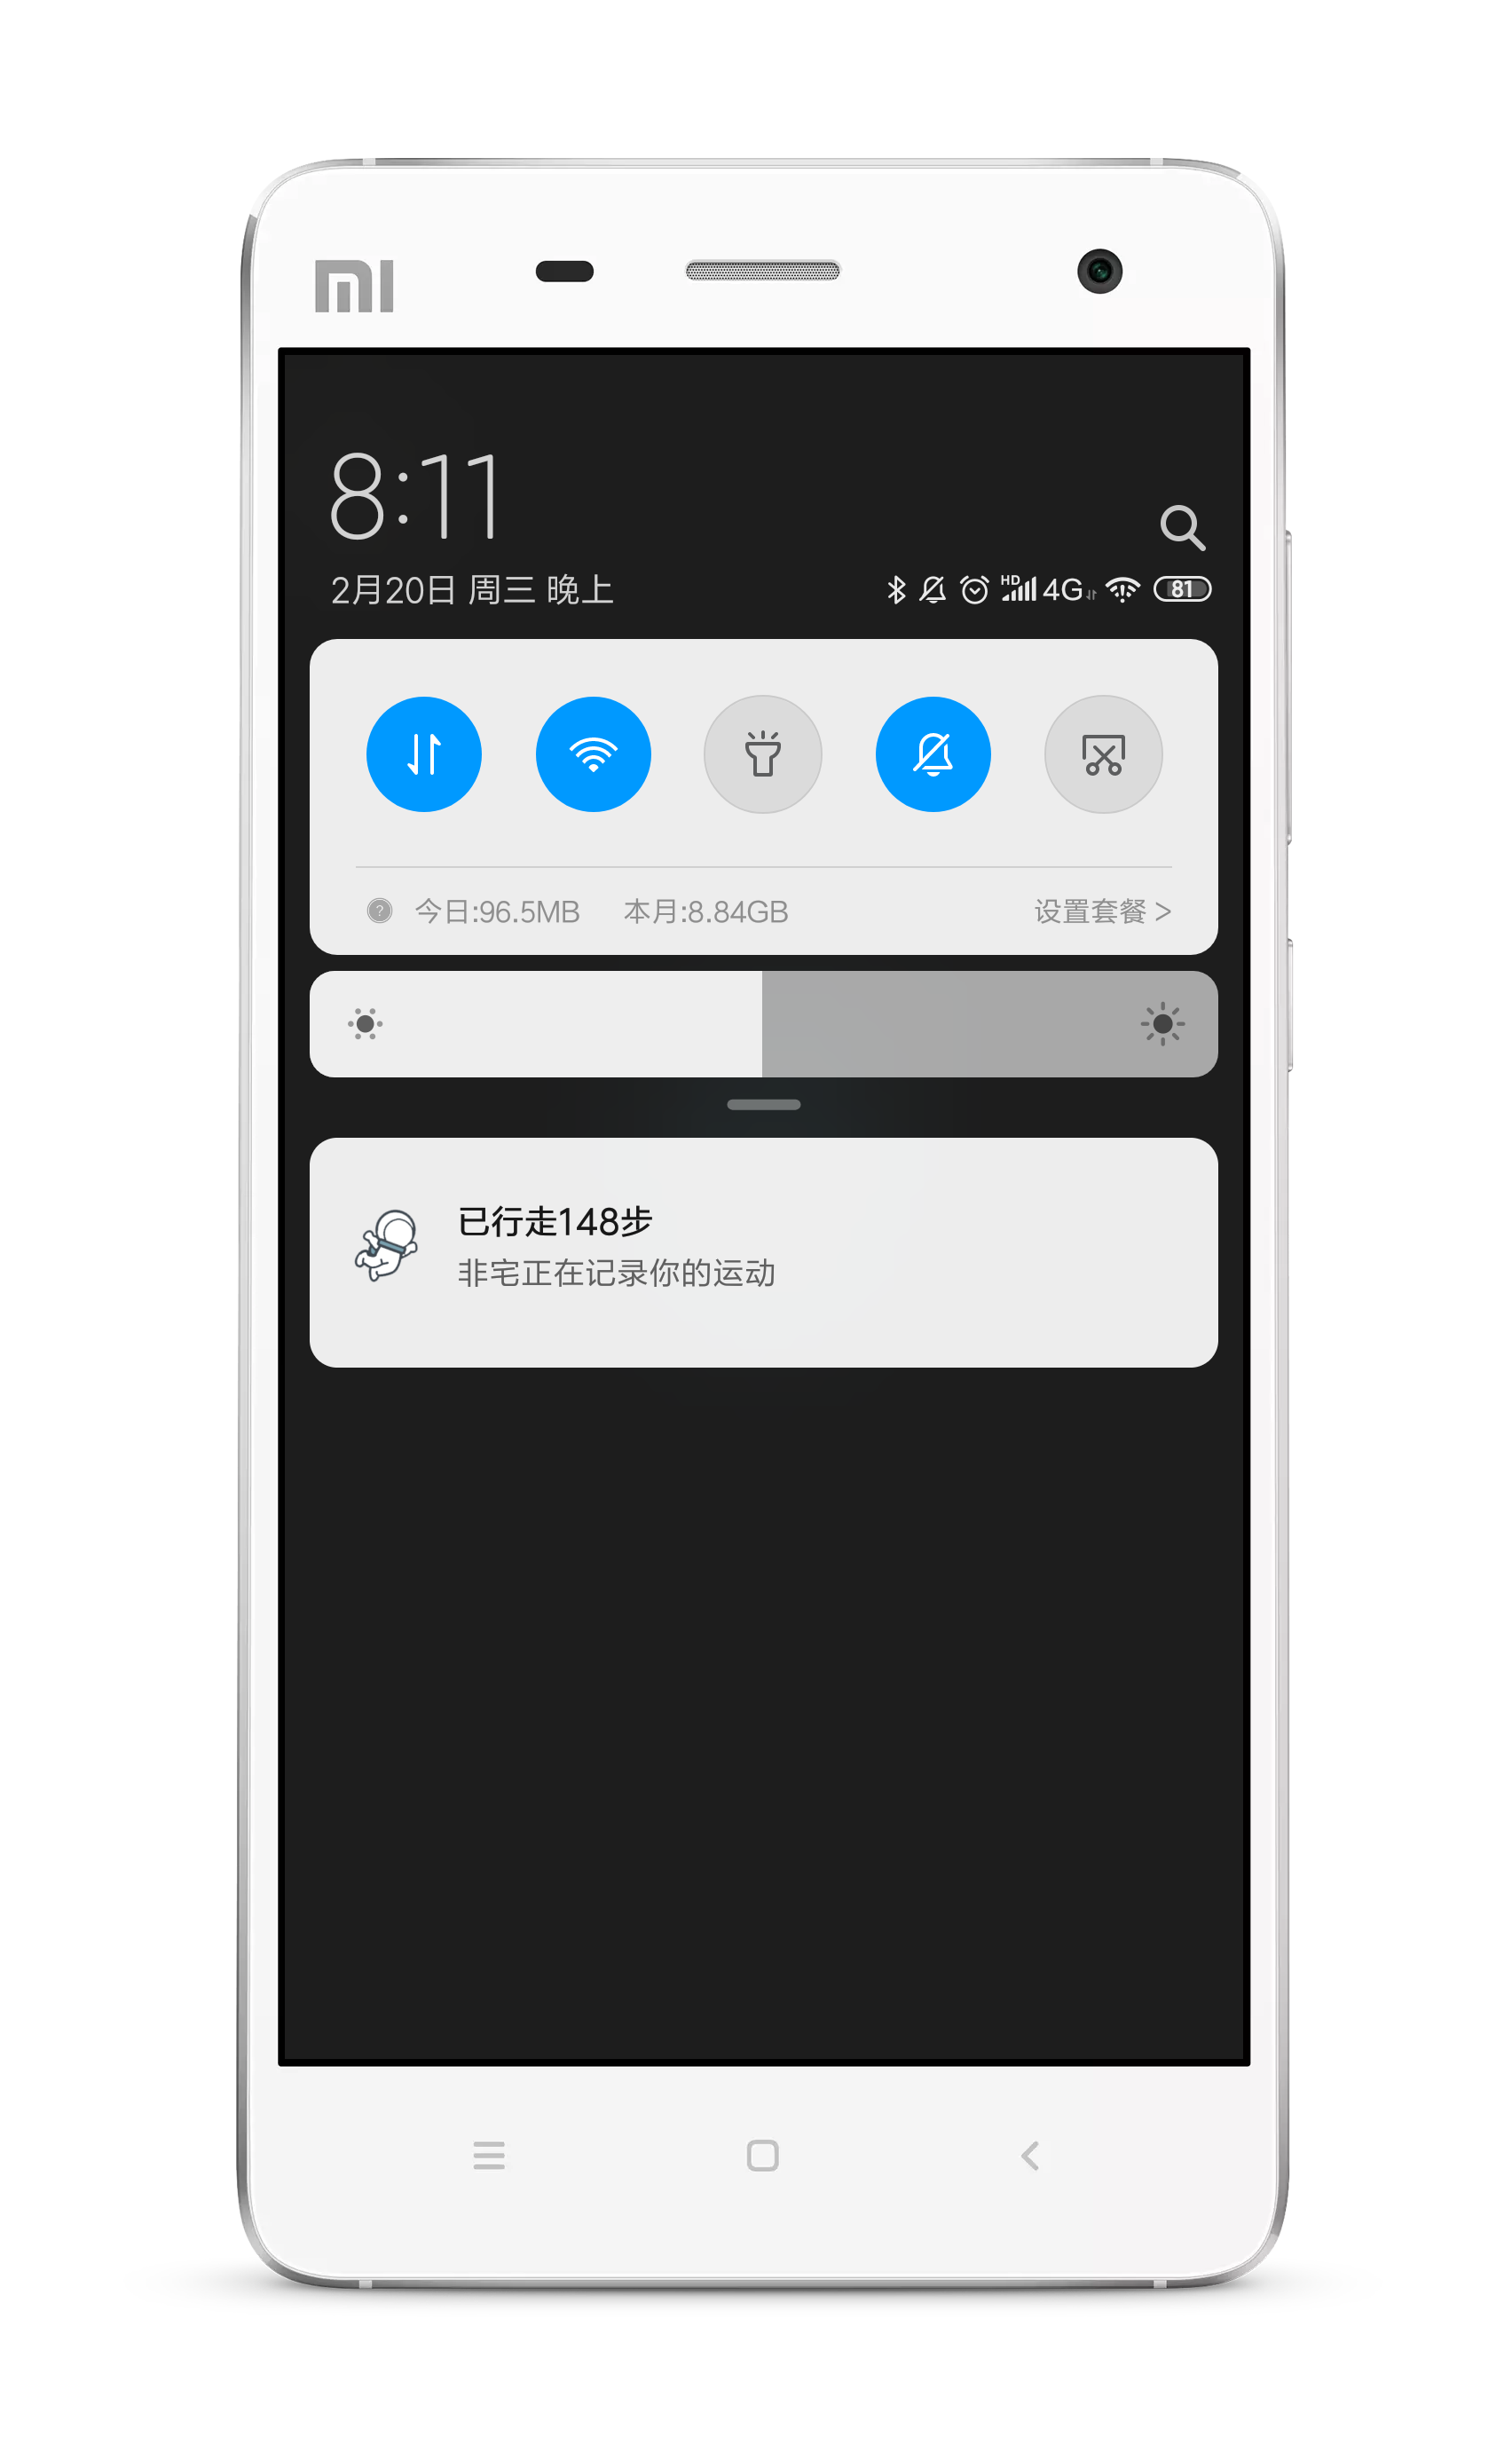 MI
8:11
2月20日 周三 晚上
HD 4G 81
? 今日:96.5MB 本月:8.84GB 设置套餐 >
已行走148步
非宅正在记录你的运动